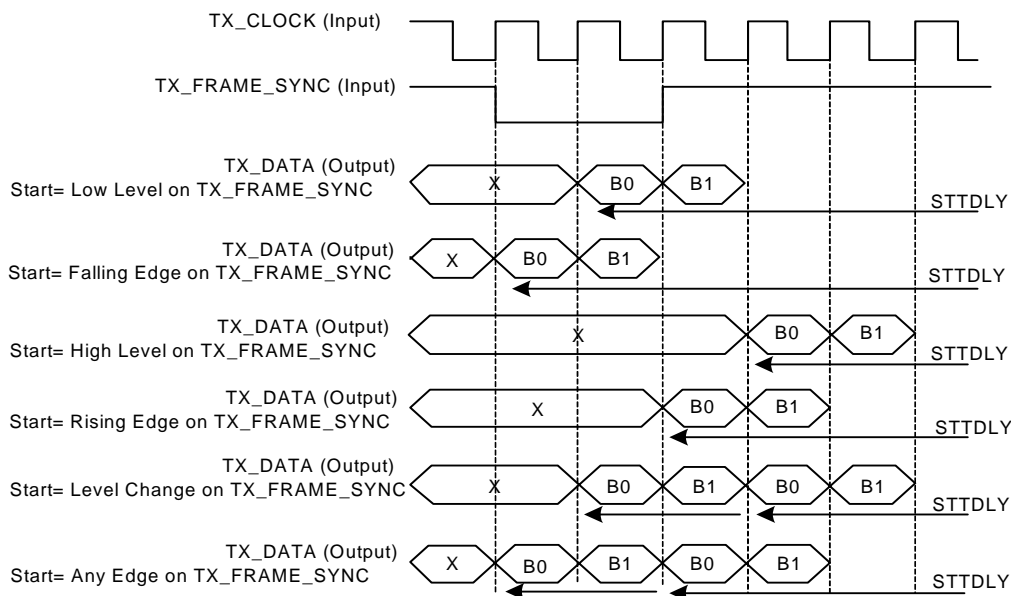 TX_CLOCK (Input)
TX_FRAME_SYNC (Input)
TX_DATA (Output)
Start= Low Level on TX_FRAME_SYNC
X B0 B1
STTDLY
TX_DATA (Output)
Start= Falling Edge on TX_FRAME_SYNC
X B0 B1
STTDLY
TX_DATA (Output)
Start= High Level on TX_FRAME_SYNC
X B0 B1
STTDLY
TX_DATA (Output)
Start= Rising Edge on TX_FRAME_SYNC
X B0 B1
STTDLY
TX_DATA (Output)
Start= Level Change on TX_FRAME_SYNC
X B0 B1 B0 B1
STTDLY
TX_DATA (Output)
Start= Any Edge on TX_FRAME_SYNC
X B0 B1 B0 B1
STTDLY